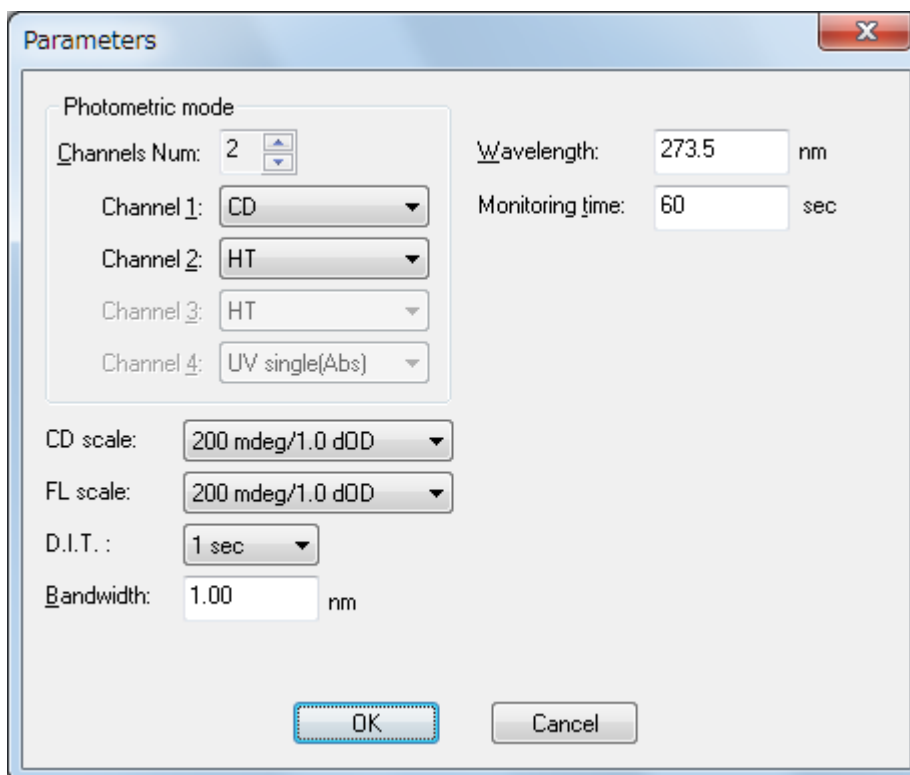 Parameters
Photometric mode
Channels Num: 2
Channel 1: CD
Channel 2: HT
Channel 3: HT
Channel 4: UV single(Abs)
Wavelength: 273.5 nm
Monitoring time: 60 sec
CD scale: 200 mdeg/1.0 dOD
FL scale: 200 mdeg/1.0 dOD
D.I.T. : 1 sec
Bandwidth: 1.00 nm
OK Cancel